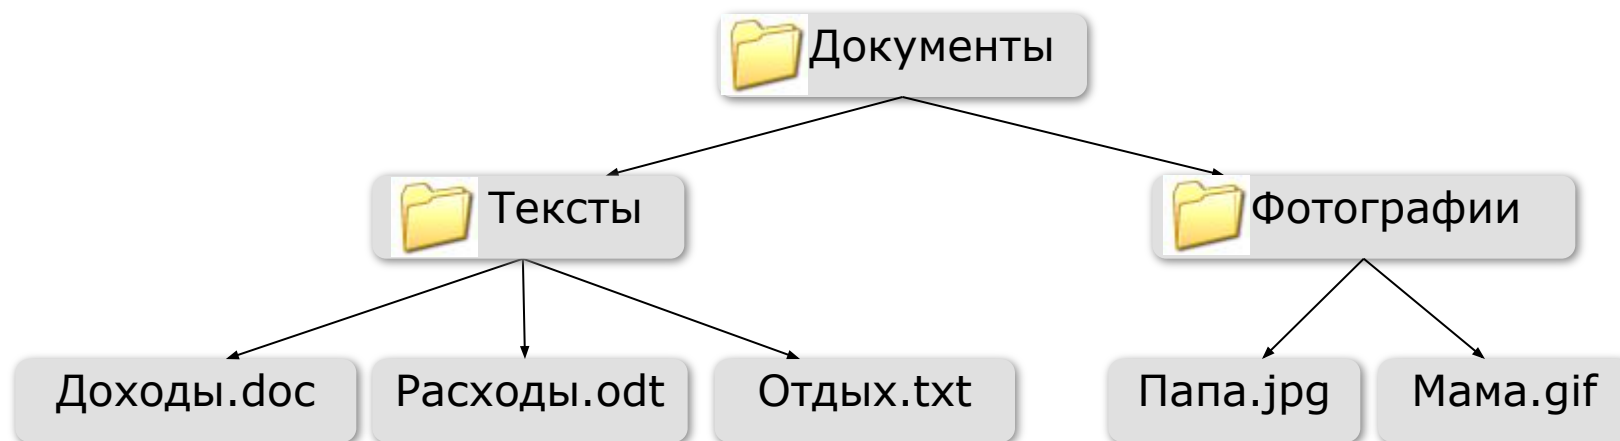 Документы
Тексты
Фотографии
Доходы.doc
Расходы.odt
Отдых.txt
Папа.jpg
Мама.gif